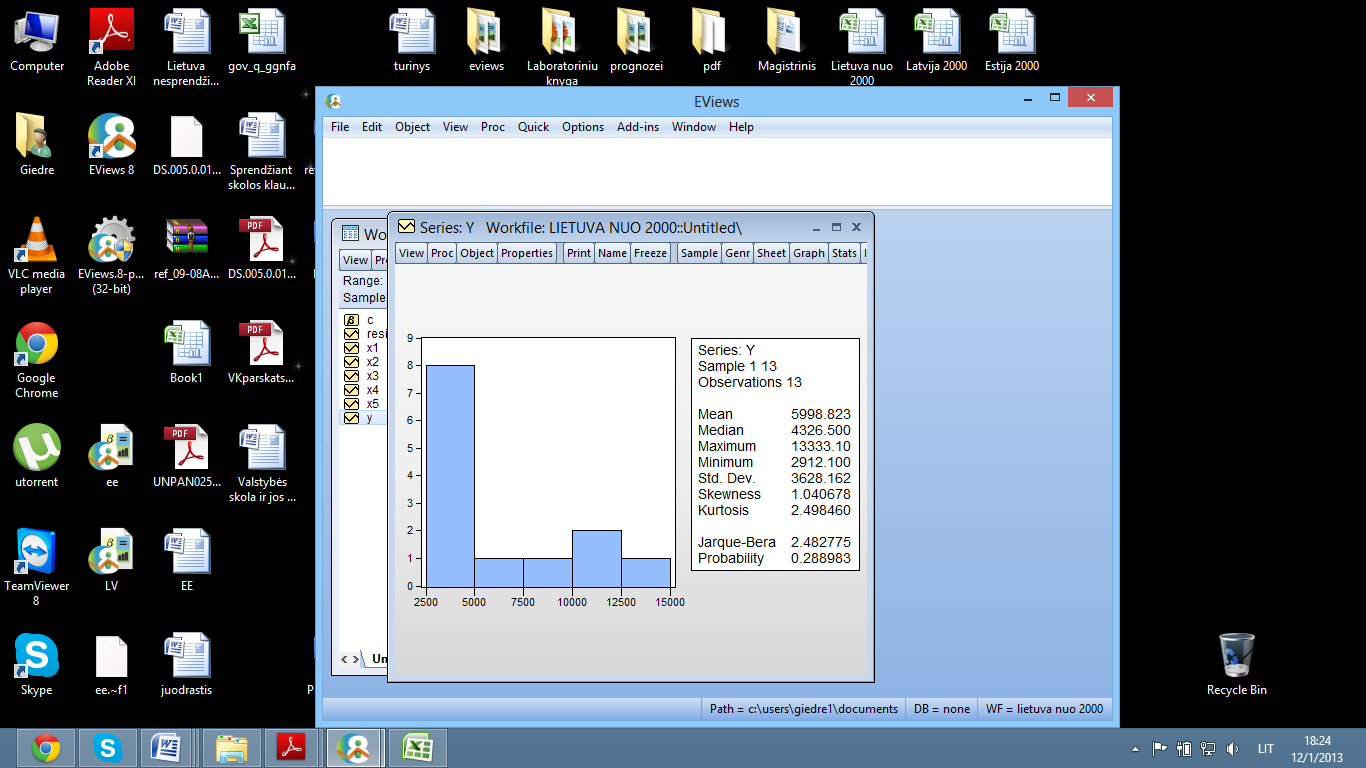 Computer
Adobe
Reader XI
Lietuva
nesprendži...
gov_q_ggnfa
turinys
eviews
Laboratoriniu
knyga
prognozei
pdf
Magistrinis
Lietuva nuo
2000
Latvija 2000
Estija 2000
Giedre
EViews 8
DS.005.0.01...
Sprendžiant
skolos klau...
VLC media
player
EViews.8-p...
(32-bit)
ref_09-08A...
DS.005.0.01...
Google
Chrome
Book1
VKparskats...
utorrent
ee
UNPAN025...
Valstybės
skola ir jos ...
TeamViewer
8
LV
EE
Skype
ee.~f1
juodrastis
P
Recycle Bin
EViews
File Edit Object View Proc Quick Options Add-ins Window Help
Wo
View Pr
Range:
Sample
c
resi
x1
x2
x3
x4
x5
y
Un
Series: Y Workfile: LIETUVA NUO 2000::Untitled\
View Proc Object Properties Print Name Freeze Sample Genr Sheet Graph Stats
9
8
7
6
5
4
3
2
1
0
2500 5000 7500 10000 12500 15000
Series: Y
Sample 1 13
Observations 13
Mean 5998.823
Median 4326.500
Maximum 13333.10
Minimum 2912.100
Std. Dev. 3628.162
Skewness 1.040678
Kurtosis 2.498460
Jarque-Bera 2.482775
Probability 0.288983
Path = c:\users\giedre1\documents DB = none WF = lietuva nuo 2000
LIT
18:24
12/1/2013